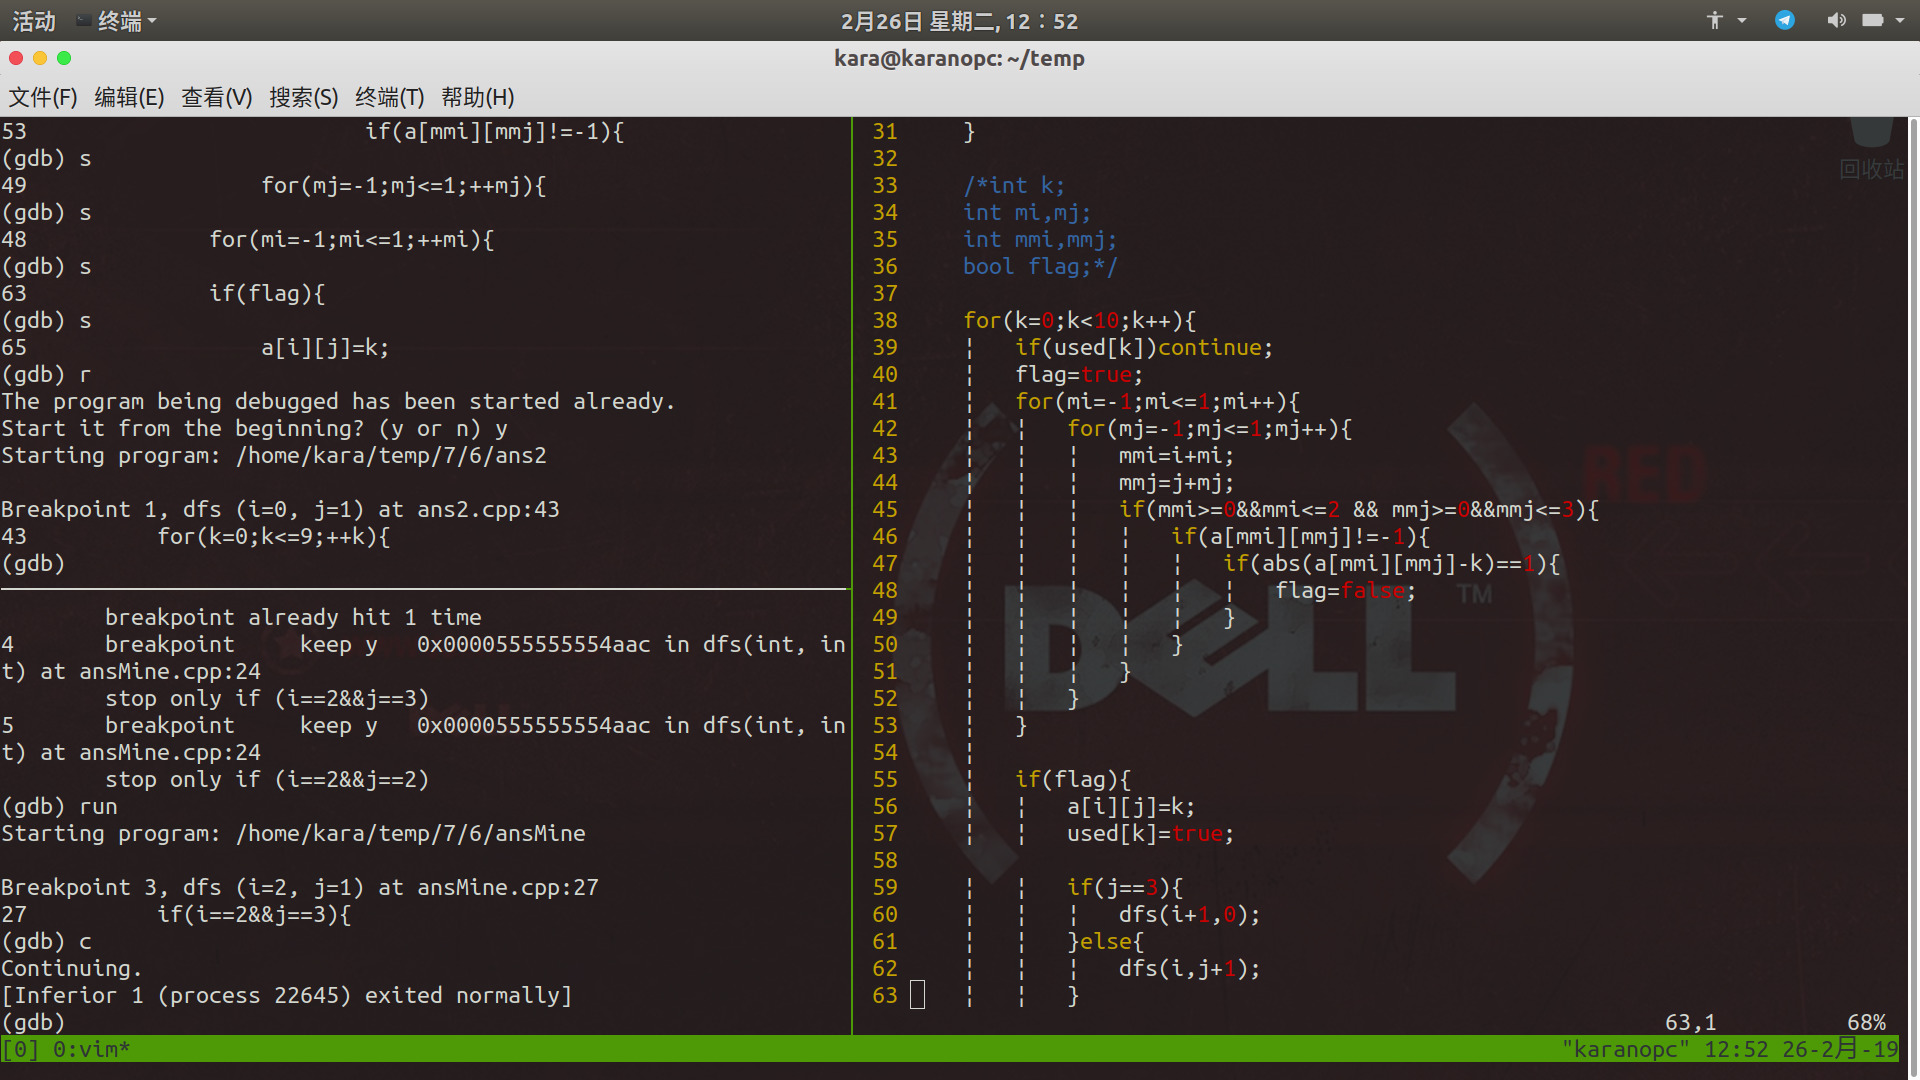 活动 终端 2月26日 星期二, 12：52
kara@karanopc: ~/temp
文件(F) 编辑(E) 查看(V) 搜索(S) 终端(T) 帮助(H)
53                          if(a[mmi][mmj]!=-1){
(gdb) s
49                  for(mj=-1;mj<=1;++mj){
(gdb) s
48              for(mi=-1;mi<=1;++mi){
(gdb) s
63              if(flag){
(gdb) s
65                  a[i][j]=k;
(gdb) r
The program being debugged has been started already.
Start it from the beginning? (y or n) y
Starting program: /home/kara/temp/7/6/ans2
Breakpoint 1, dfs (i=0, j=1) at ans2.cpp:43
43          for(k=0;k<=9;++k){
(gdb)
breakpoint already hit 1 time
4       breakpoint     keep y   0x0000555555554aac in dfs(int, in
t) at ansMine.cpp:24
stop only if (i==2&&j==3)
5       breakpoint     keep y   0x0000555555554aac in dfs(int, in
t) at ansMine.cpp:24
stop only if (i==2&&j==2)
(gdb) run
Starting program: /home/kara/temp/7/6/ansMine
Breakpoint 3, dfs (i=2, j=1) at ansMine.cpp:27
27          if(i==2&&j==3){
(gdb) c
Continuing.
[Inferior 1 (process 22645) exited normally]
(gdb)
31     }
32
33     /*int k;
34     int mi,mj;
35     int mmi,mmj;
36     bool flag;*/
37
38     for(k=0;k<10;k++){
39     ¦   if(used[k])continue;
40     ¦   flag=true;
41     ¦   for(mi=-1;mi<=1;mi++){
42     ¦   ¦   for(mj=-1;mj<=1;mj++){
43     ¦   ¦   ¦   mmi=i+mi;
44     ¦   ¦   ¦   mmj=j+mj;
45     ¦   ¦   ¦   if(mmi>=0&&mmi<=2 && mmj>=0&&mmj<=3){
46     ¦   ¦   ¦   ¦   if(a[mmi][mmj]!=-1){
47     ¦   ¦   ¦   ¦   ¦   if(abs(a[mmi][mmj]-k)==1){
48     ¦   ¦   ¦   ¦   ¦   ¦   flag=false;
49     ¦   ¦   ¦   ¦   ¦   }
50     ¦   ¦   ¦   ¦   }
51     ¦   ¦   ¦   }
52     ¦   ¦   }
53     ¦   }
54     ¦
55     ¦   if(flag){
56     ¦   ¦   a[i][j]=k;
57     ¦   ¦   used[k]=true;
58
59     ¦   ¦   if(j==3){
60     ¦   ¦   ¦   dfs(i+1,0);
61     ¦   ¦   }else{
62     ¦   ¦   ¦   dfs(i,j+1);
63     ¦   ¦   }
63,1 68%
回收站
RED
DELL ™
[0] 0:vim* "karanopc" 12:52 26-2月-19